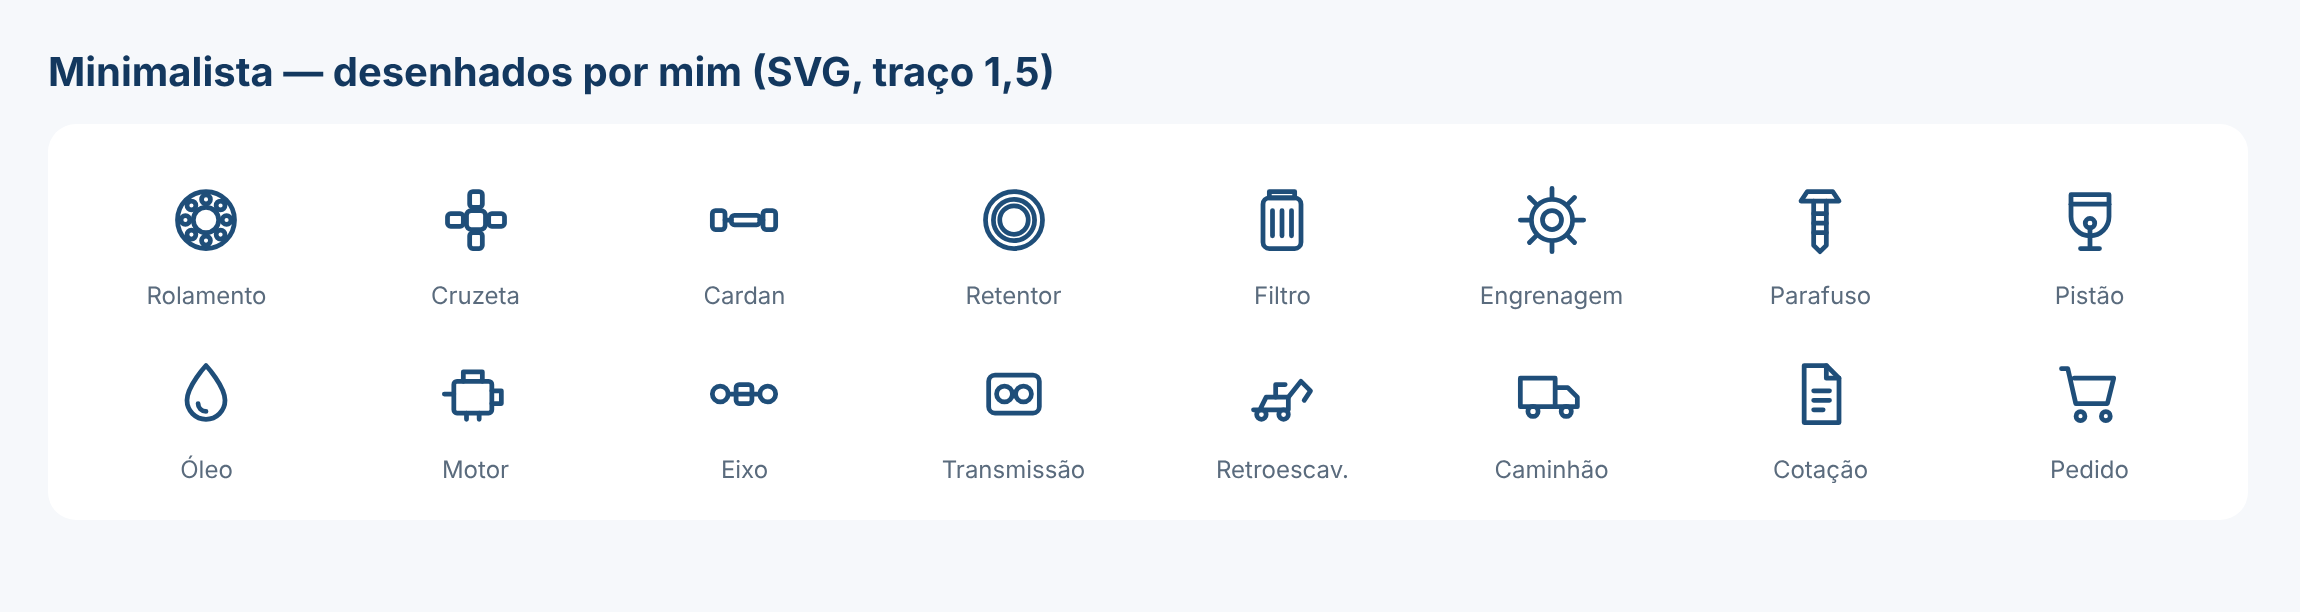 Minimalista — desenhados por mim (SVG, traço 1,5)
Rolamento Cruzeta Cardan Retentor Filtro Engrenagem Parafuso Pistão
Óleo Motor Eixo Transmissão Retroescav. Caminhão Cotação Pedido